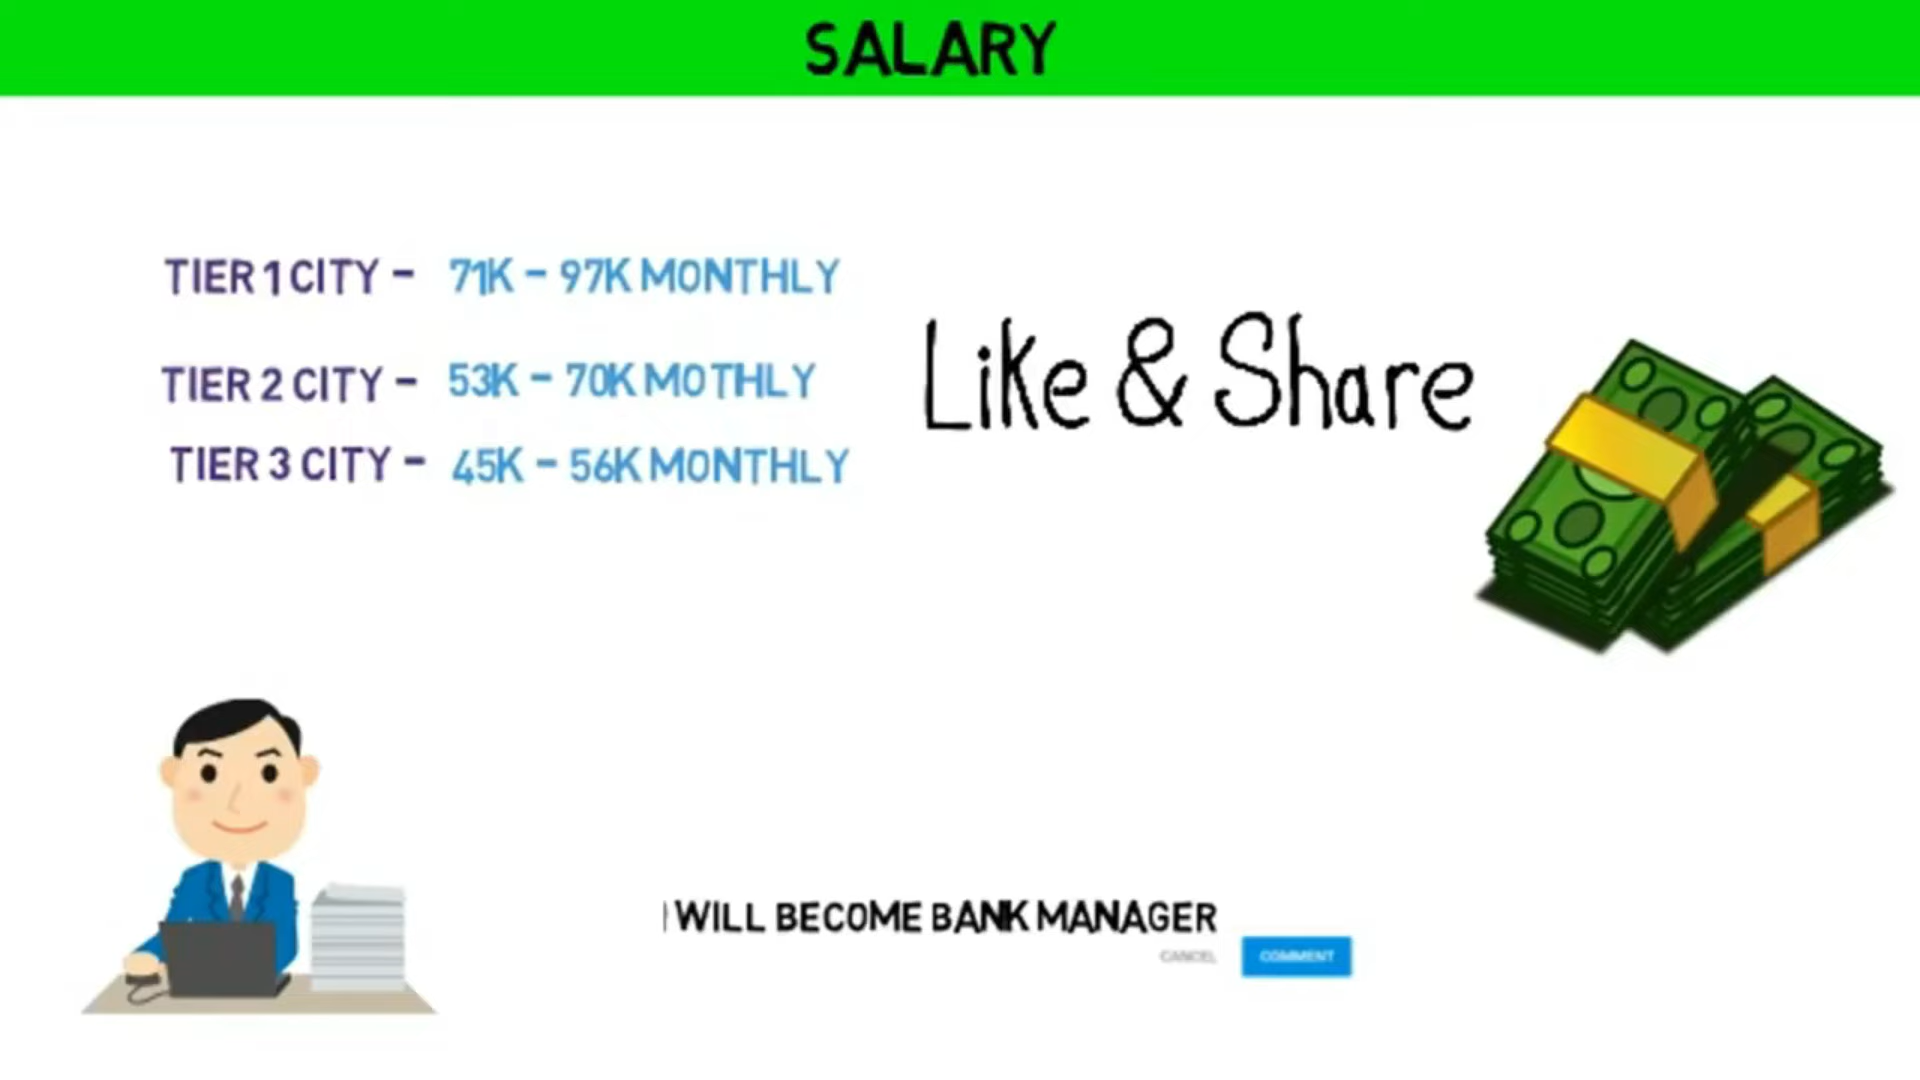 SALARY
TIER 1 CITY - 71K - 97K MONTHLY
TIER 2 CITY - 53K - 70K MOTHLY
TIER 3 CITY - 45K - 56K MONTHLY
Like & Share
I WILL BECOME BANK MANAGER
CANCEL COMMENT